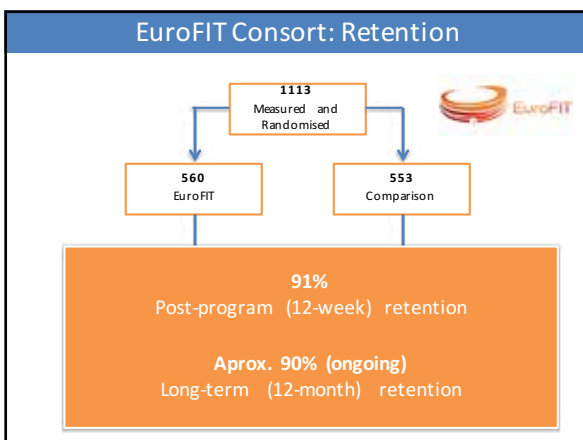 EuroFIT Consort: Retention
1113
Measured and
Randomised
EuroFIT
560
EuroFIT
553
Comparison
91%
Post-program (12-week) retention
Aprox. 90% (ongoing)
Long-term (12-month) retention